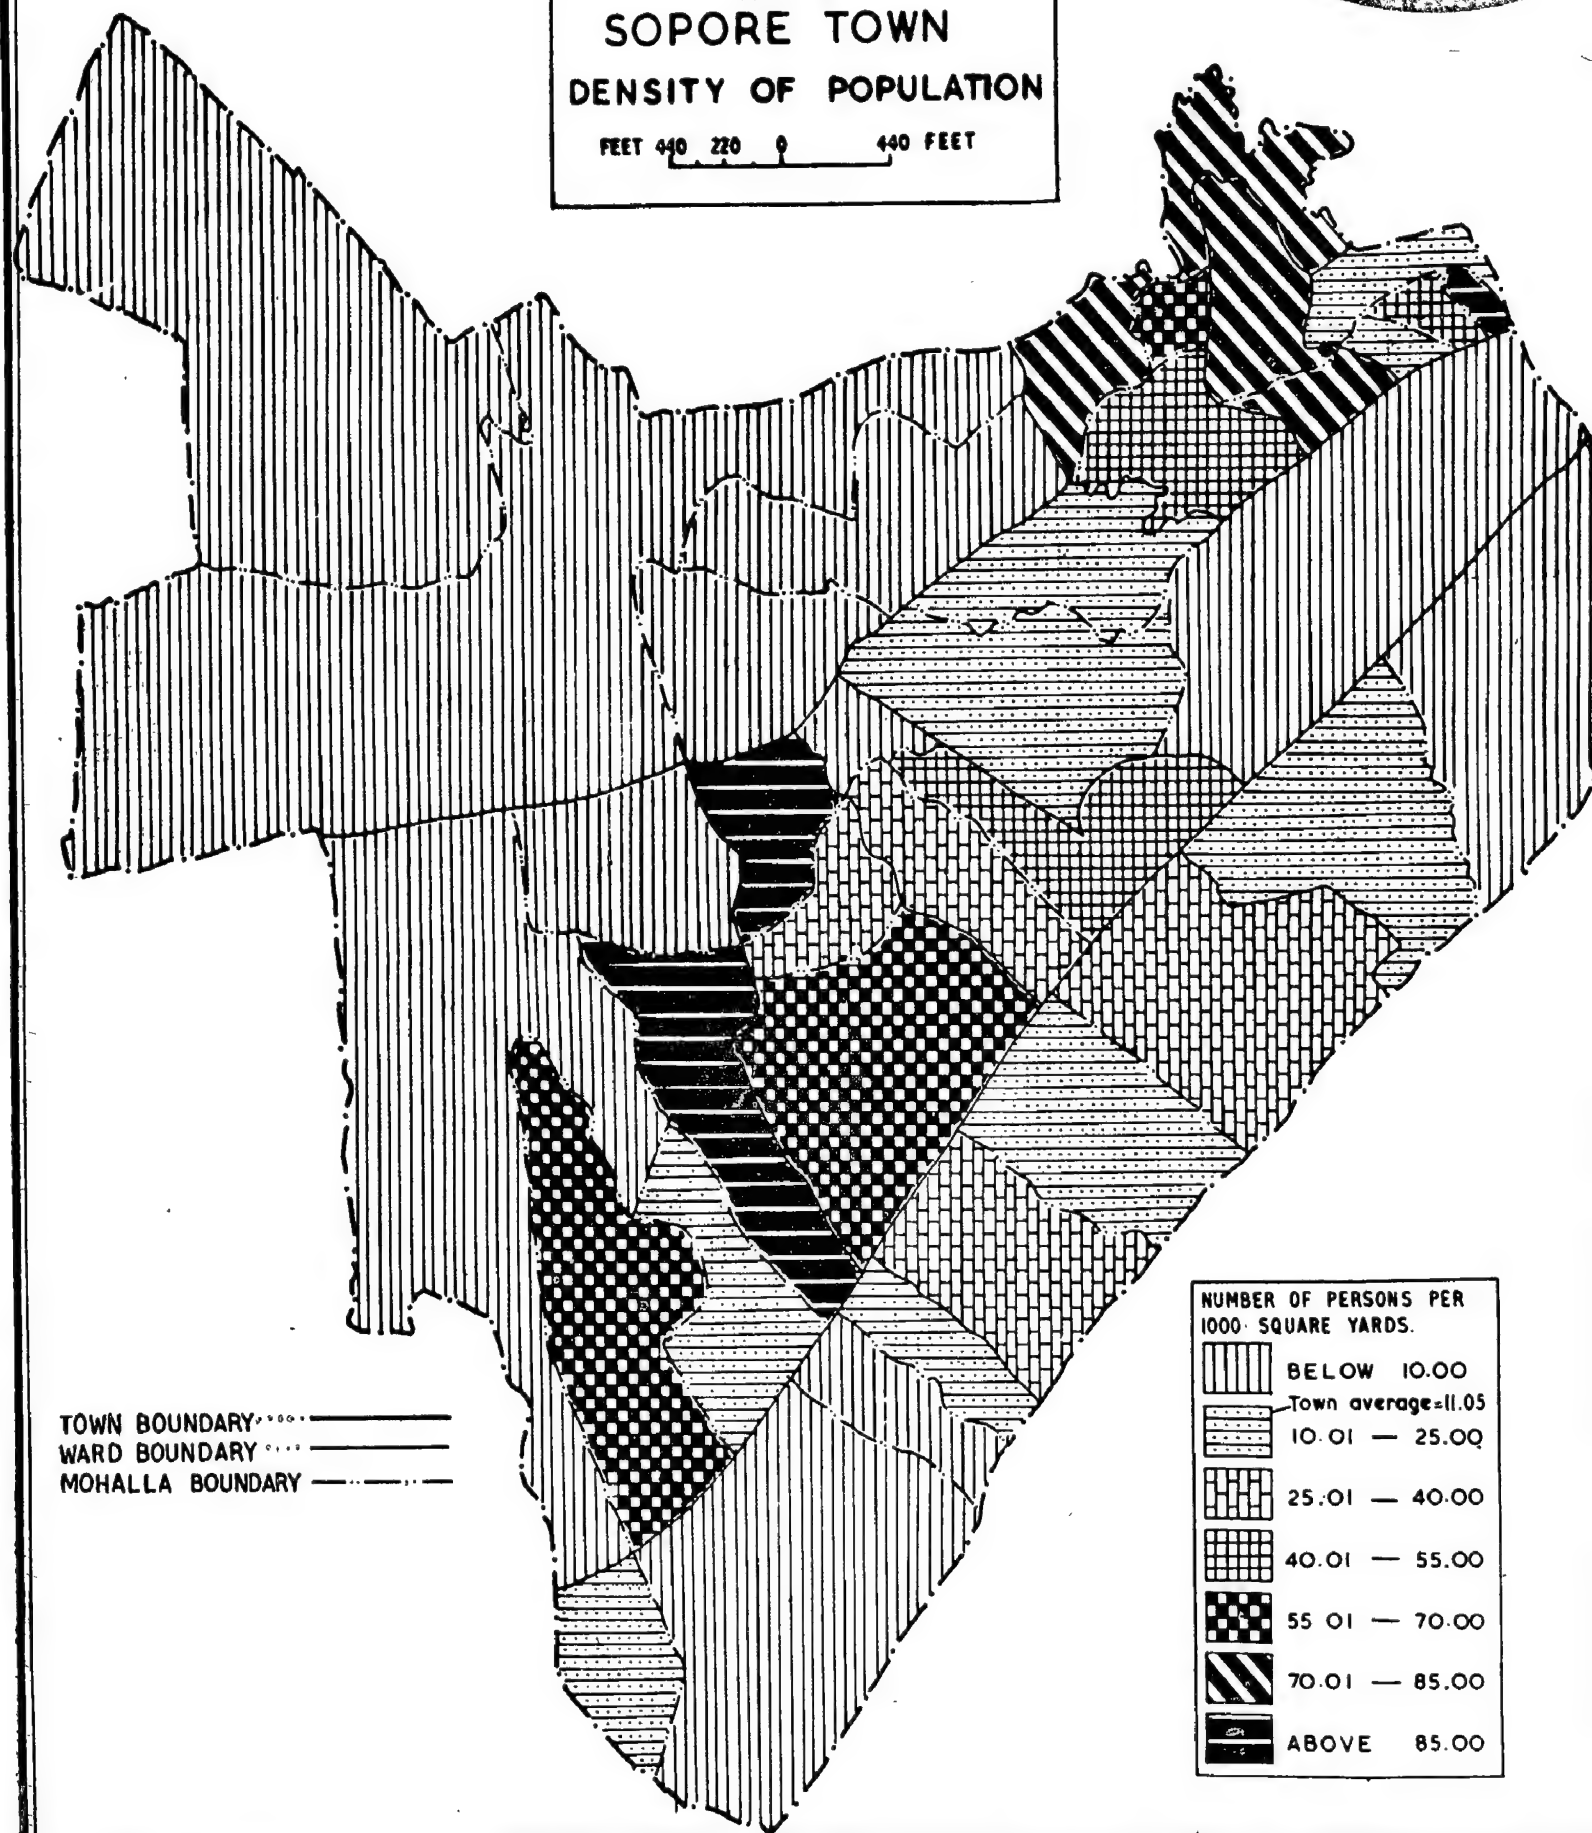 SOPORE TOWN
DENSITY OF POPULATION
FEET 440 220 0 440 FEET
TOWN BOUNDARY
WARD BOUNDARY
MOHALLA BOUNDARY
NUMBER OF PERSONS PER
1000 SQUARE YARDS.
BELOW 10.00
Town average=11.05
10.01 — 25.00
25.01 — 40.00
40.01 — 55.00
55 01 — 70.00
70.01 — 85.00
ABOVE 85.00